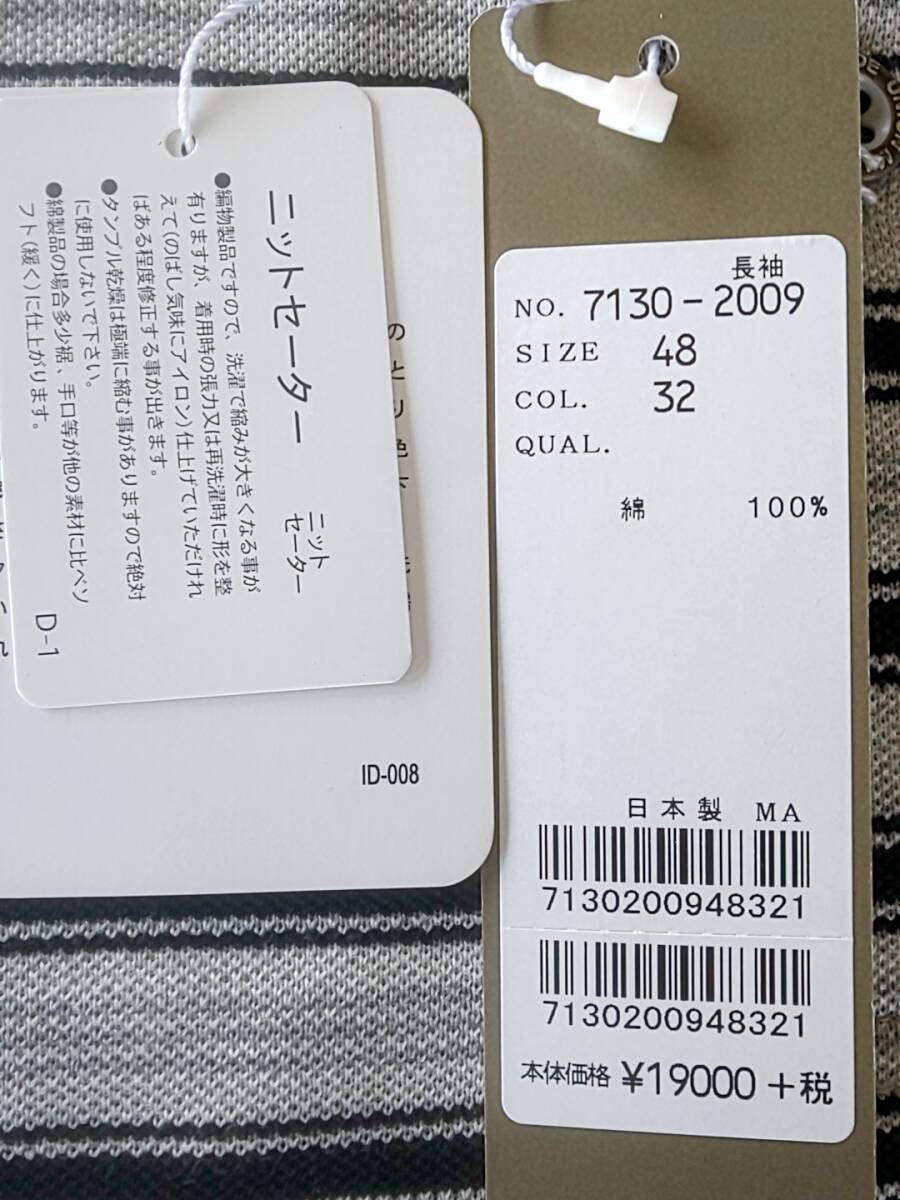 ニットセーター
ニット
セーター
●編物製品ですので、洗濯で縮みが大きくなる事が
有りますが、着用時の張力又は再洗濯時に形を整
えて(のばし気味にアイロン)仕上げていただけれ
ばある程度修正する事が出きます。
●タンブル乾燥は極端に縮む事がありますので絶対
に使用しないで下さい。
●綿製品の場合多少裾、手口等が他の素材に比べソ
フト(緩く)に仕上がります。
D-1
ID-008
長袖
NO. 7130-2009
SIZE 48
COL. 32
QUAL.
綿 100%
日本製 MA
7130200948321
7130200948321
本体価格 ¥19000+税